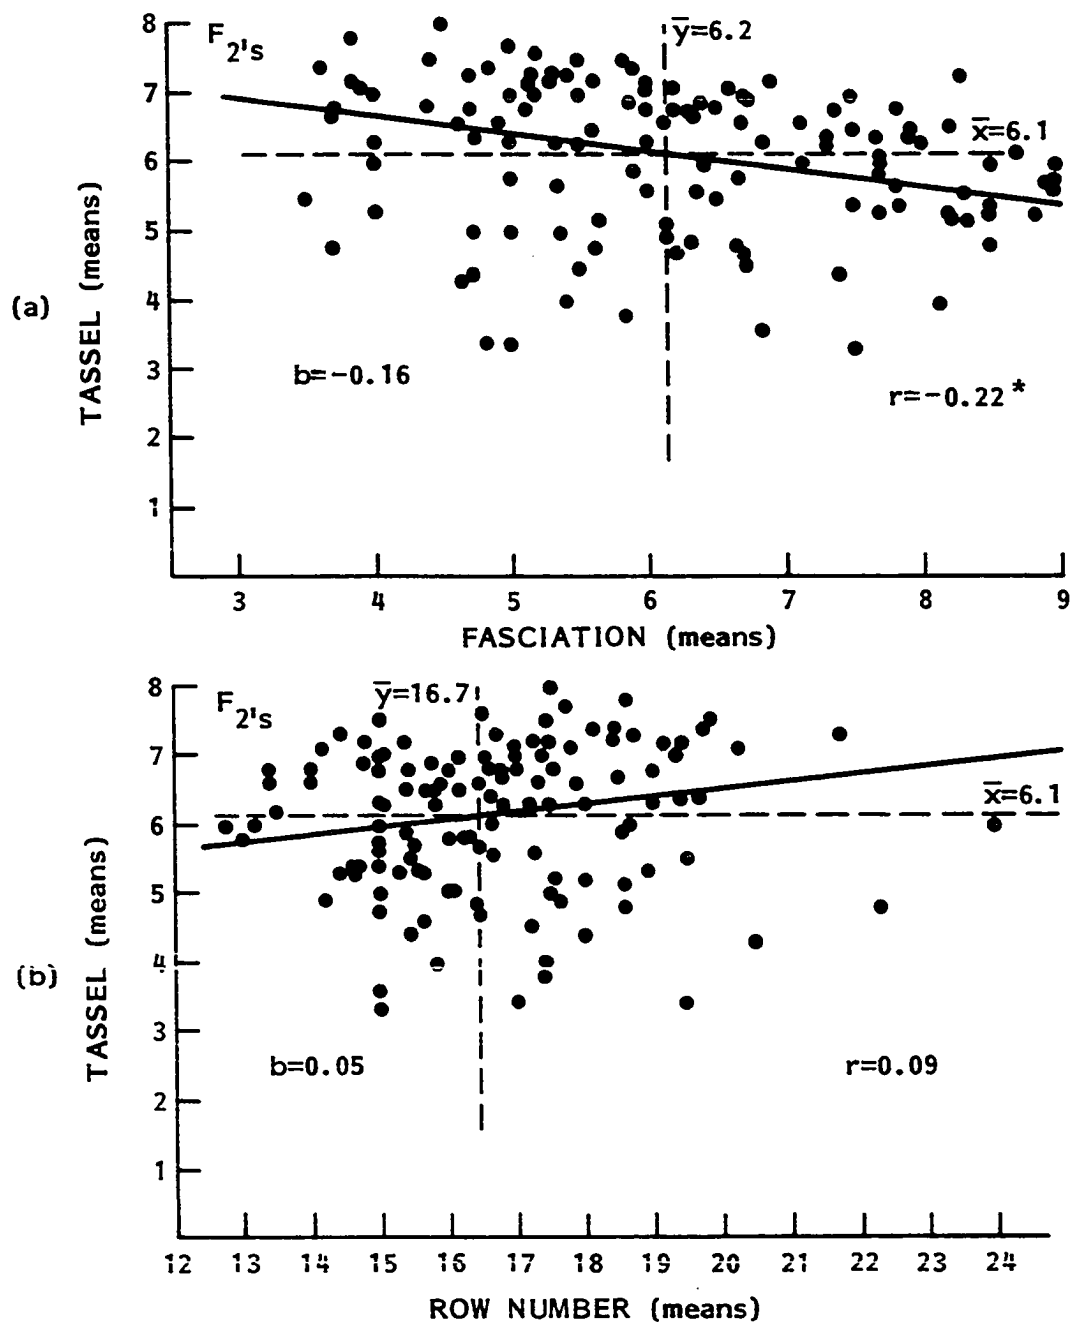 (a)
F2's
TASSEL (means)
8
7
6
5
4
3
2
1
y̅=6.2
x̅=6.1
b=-0.16
r=-0.22*
3 4 5 6 7 8 9
FASCIATION (means)
(b)
F2's
TASSEL (means)
8
7
6
5
4
3
2
1
y̅=16.7
x̅=6.1
b=0.05
r=0.09
12 13 14 15 16 17 18 19 20 21 22 23 24
ROW NUMBER (means)